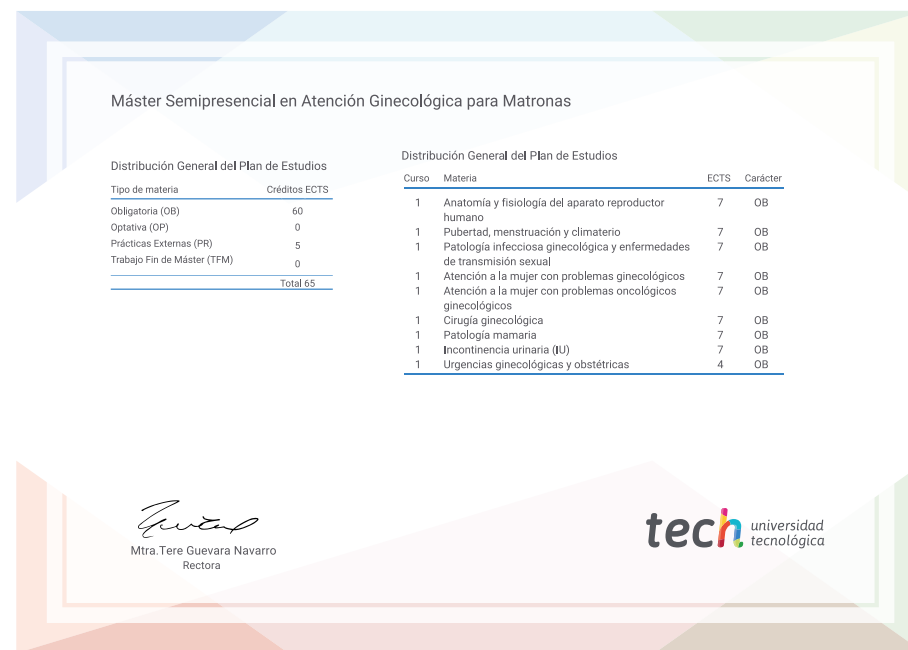 Máster Semipresencial en Atención Ginecológica para Matronas
Distribución General del Plan de Estudios
Tipo de materia Créditos ECTS
Obligatoria (OB) 60
Optativa (OP) 0
Prácticas Externas (PR) 5
Trabajo Fin de Máster (TFM) 0
Total 65
Distribución General del Plan de Estudios
Curso Materia ECTS Carácter
1 Anatomía y fisiología del aparato reproductor 7 OB
humano
1 Pubertad, menstruación y climaterio 7 OB
1 Patología infecciosa ginecológica y enfermedades 7 OB
de transmisión sexual
1 Atención a la mujer con problemas ginecológicos 7 OB
1 Atención a la mujer con problemas oncológicos 7 OB
ginecológicos
1 Cirugía ginecológica 7 OB
1 Patología mamaria 7 OB
1 Incontinencia urinaria (IU) 7 OB
1 Urgencias ginecológicas y obstétricas 4 OB
Mtra.Tere Guevara Navarro
Rectora
tech universidad
tecnológica